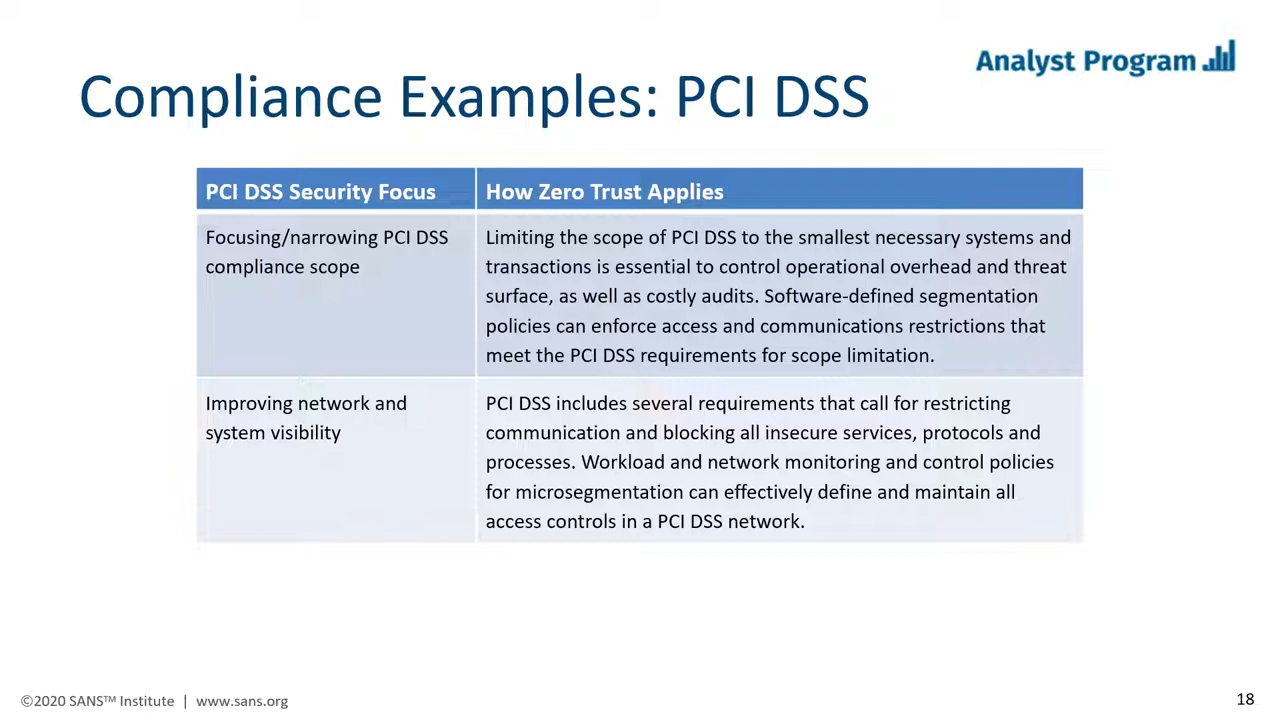 Analyst Program
Compliance Examples: PCI DSS
PCI DSS Security Focus
How Zero Trust Applies
Focusing/narrowing PCI DSS
compliance scope
Limiting the scope of PCI DSS to the smallest necessary systems and
transactions is essential to control operational overhead and threat
surface, as well as costly audits. Software-defined segmentation
policies can enforce access and communications restrictions that
meet the PCI DSS requirements for scope limitation.
Improving network and
system visibility
PCI DSS includes several requirements that call for restricting
communication and blocking all insecure services, protocols and
processes. Workload and network monitoring and control policies
for microsegmentation can effectively define and maintain all
access controls in a PCI DSS network.
©2020 SANS™ Institute | www.sans.org
18